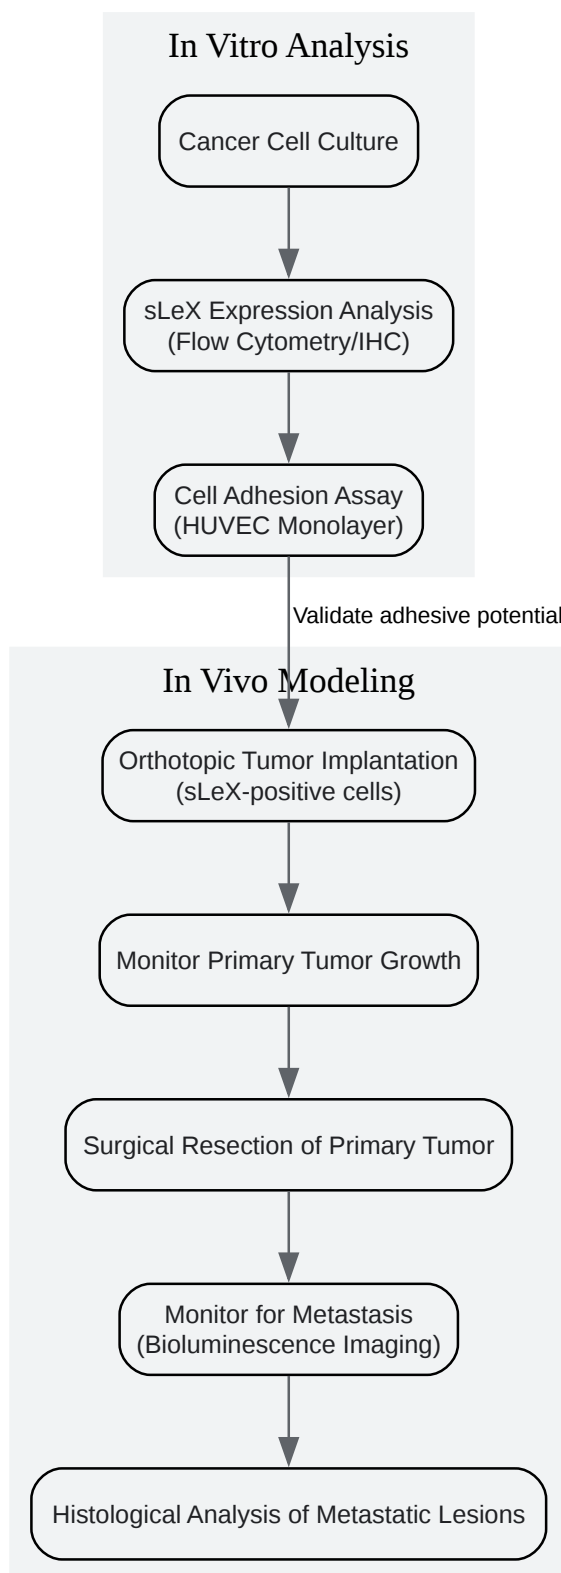 In Vitro Analysis
Cancer Cell Culture
sLeX Expression Analysis
(Flow Cytometry/IHC)
Cell Adhesion Assay
(HUVEC Monolayer)
Validate adhesive potential
In Vivo Modeling
Orthotopic Tumor Implantation
(sLeX-positive cells)
Monitor Primary Tumor Growth
Surgical Resection of Primary Tumor
Monitor for Metastasis
(Bioluminescence Imaging)
Histological Analysis of Metastatic Lesions